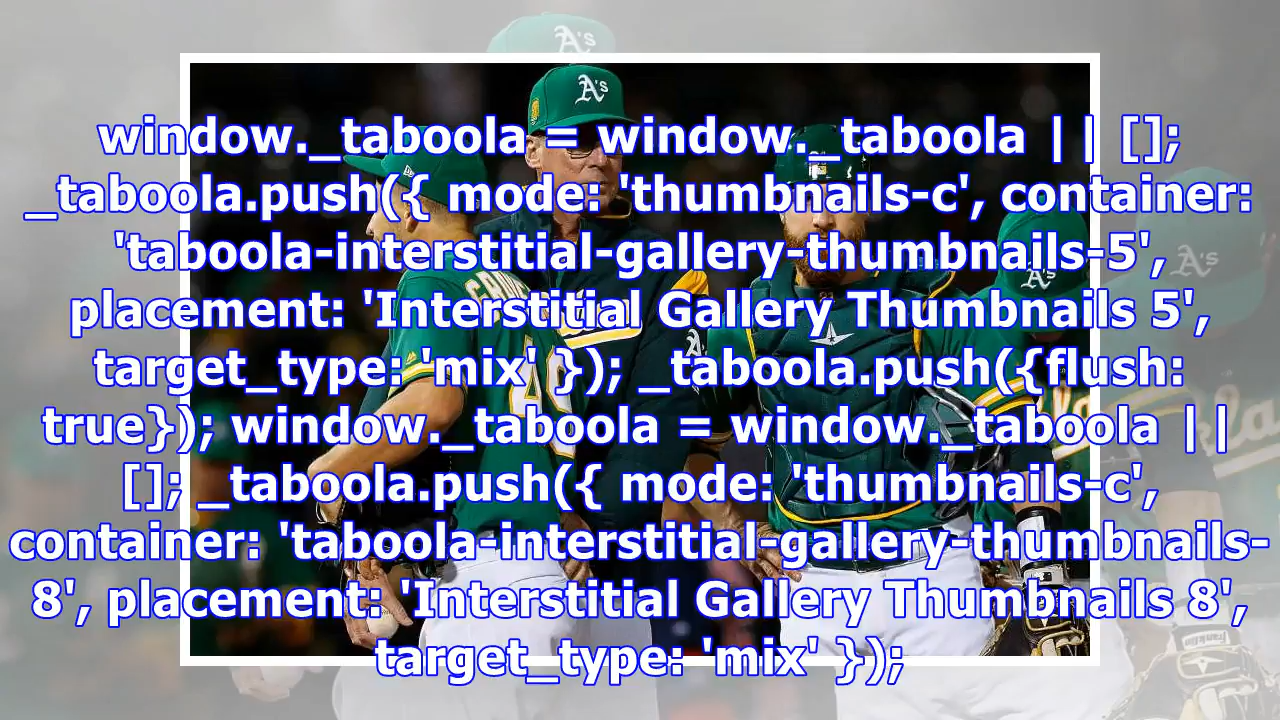 A's
A's
window._taboola = window._taboola || [];
_taboola.push({ mode: 'thumbnails-c', container:
'taboola-interstitial-gallery-thumbnails-5',
placement: 'Interstitial Gallery Thumbnails 5',
target_type: 'mix' }); _taboola.push({flush:
true}); window._taboola = window._taboola ||
[]; _taboola.push({ mode: 'thumbnails-c',
container: 'taboola-interstitial-gallery-thumbnails-
8', placement: 'Interstitial Gallery Thumbnails 8',
target_type: 'mix' });
A's
A's
A's